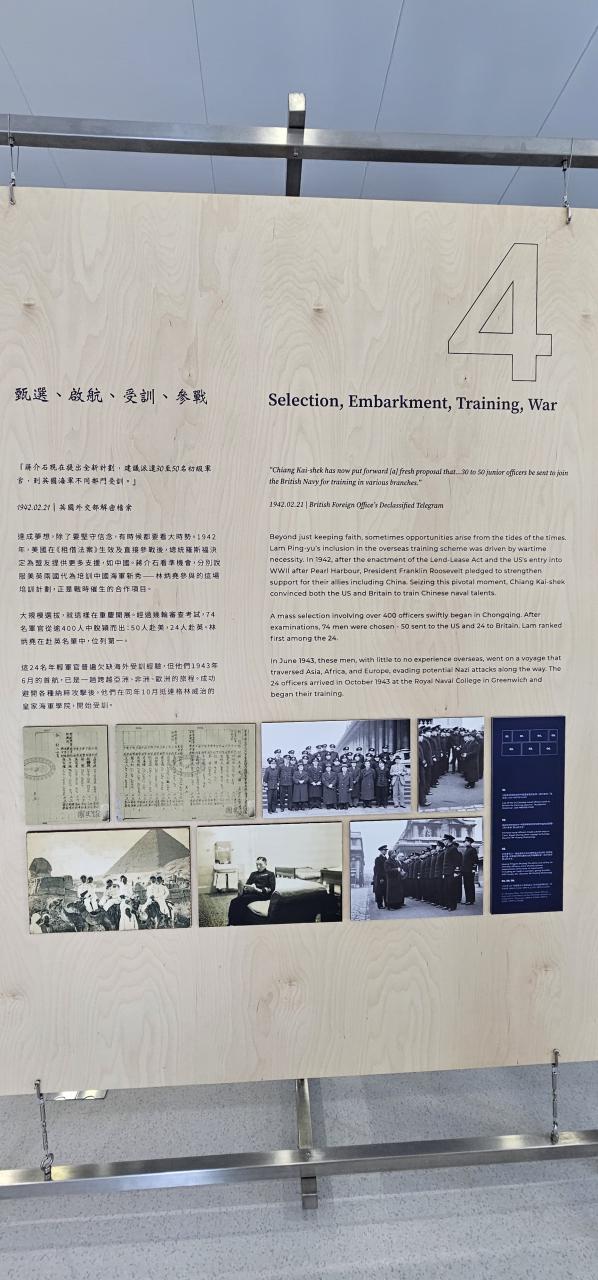 4
甄選、啟航、受訓、參戰
「蔣介石現在提出全新計劃，建議派遣30至50名初級軍
官，到英國海軍不同部門受訓。」
1942.02.21 | 英國外交部解密檔案
達成夢想，除了要堅守信念，有時候都要看大時勢。1942
年，美國在《租借法案》生效及直接參戰後，總統羅斯福決
定為盟友提供更多支援，如中國。蔣介石看準機會，分別說
服美英兩國代為培訓中國海軍新秀——林炳堯參與的這場
培訓計劃，正是戰時催生的合作項目。
大規模選拔，就這樣在重慶開展。經過幾輪審查考試，74
名軍官從逾400人中脫穎而出：50人赴美，24人赴英。林
炳堯在赴英名單中，位列第一。
這24名年輕軍官普遍欠缺海外受訓經驗，但他們1943年
6月的首航，已是跨越亞洲、非洲、歐洲的旅程。成功
避開各種納粹攻擊後，他們在同年10月抵達格林威治的
皇家海軍學院，開始受訓。
Selection, Embarkment, Training, War
"Chiang Kai-shek has now put forward [a] fresh proposal that...30 to 50 junior officers be sent to join
the British Navy for training in various branches."
1942.02.21 | British Foreign Office's Declassified Telegram
Beyond just keeping faith, sometimes opportunities arise from the tides of the times.
Lam Ping-yu's inclusion in the overseas training scheme was driven by wartime
necessity. In 1942, after the enactment of the Lend-Lease Act and the US's entry into
WWII after Pearl Harbour, President Franklin Roosevelt pledged to strengthen
support for their allies including China. Seizing this pivotal moment, Chiang Kai-shek
convinced both the US and Britain to train Chinese naval talents.
A mass selection involving over 400 officers swiftly began in Chongqing. After
examinations, 74 men were chosen - 50 sent to the US and 24 to Britain. Lam ranked
first among the 24.
In June 1943, these men, with little to no experience overseas, went on a voyage that
traversed Asia, Africa, and Europe, evading potential Nazi attacks along the way. The
24 officers arrived in October 1943 at the Royal Naval College in Greenwich and
began their training.